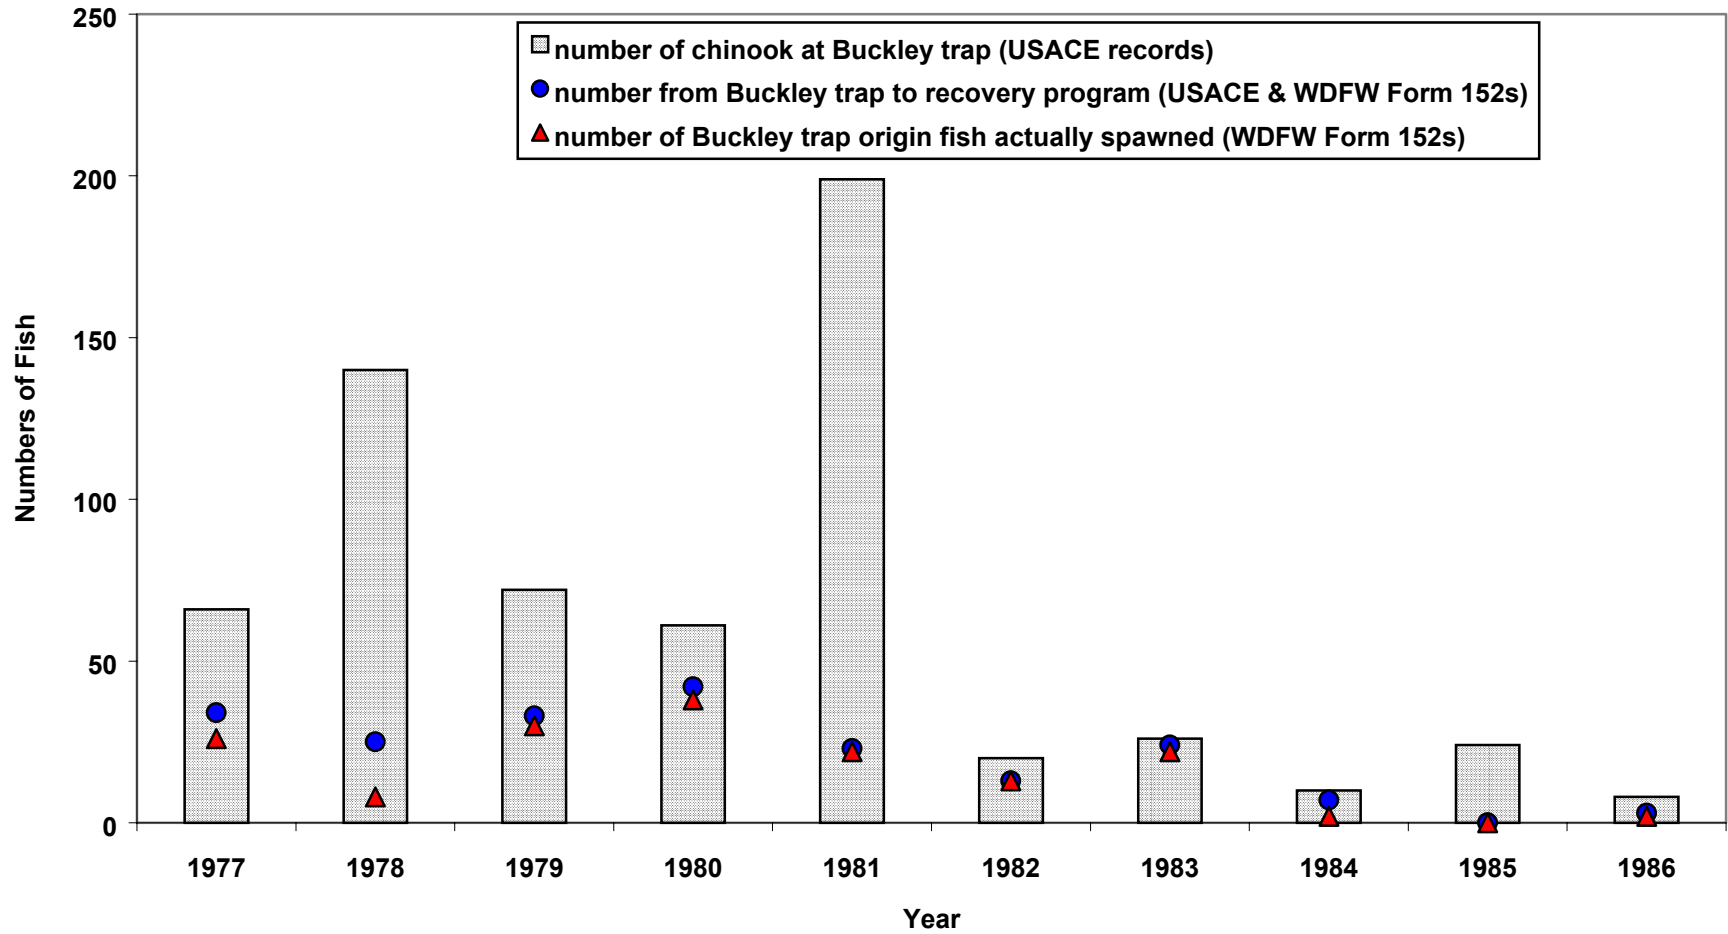 250
number of chinook at Buckley trap (USACE records)
number from Buckley trap to recovery program (USACE & WDFW Form 152s)
number of Buckley trap origin fish actually spawned (WDFW Form 152s)
200
150
Numbers of Fish
100
50
0
1977 1978 1979 1980 1981 1982 1983 1984 1985 1986
Year